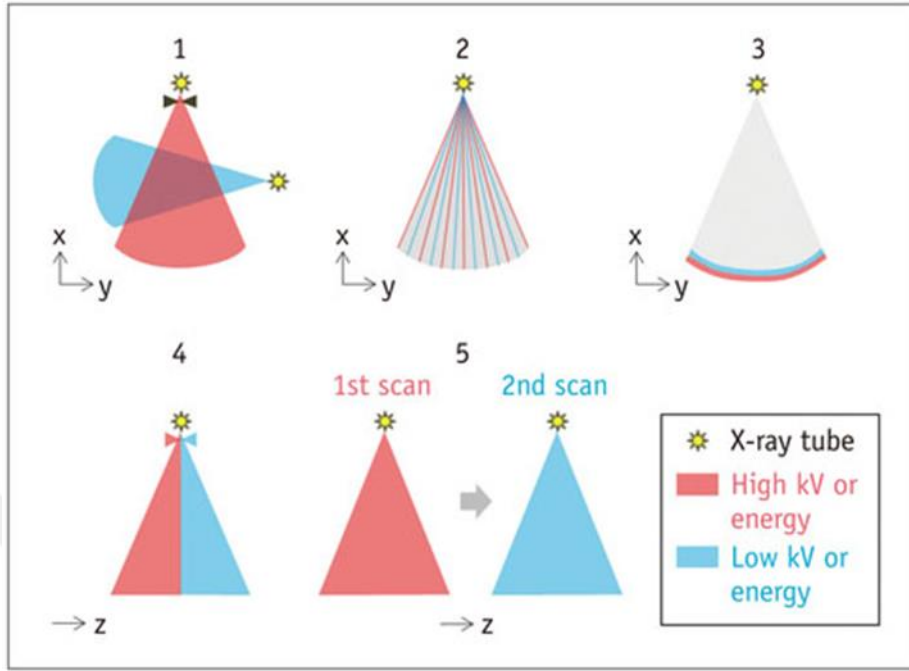 1
2
3
x
y
x
y
x
y
4
5
1st scan
2nd scan
z
z
X-ray tube
High kV or
energy
Low kV or
energy